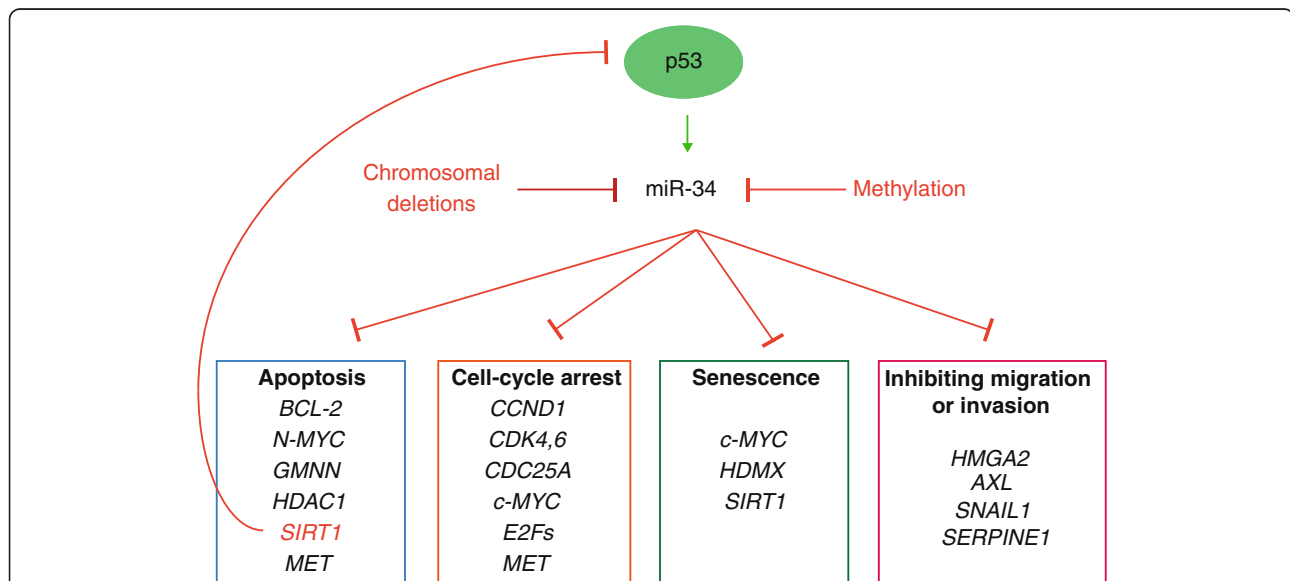 p53
Chromosomal
deletions
miR-34
Methylation
Apoptosis
BCL-2
N-MYC
GMNN
HDAC1
SIRT1
MET
Cell-cycle arrest
CCND1
CDK4,6
CDC25A
c-MYC
E2Fs
MET
Senescence
c-MYC
HDMX
SIRT1
Inhibiting migration
or invasion
HMGA2
AXL
SNAIL1
SERPINE1